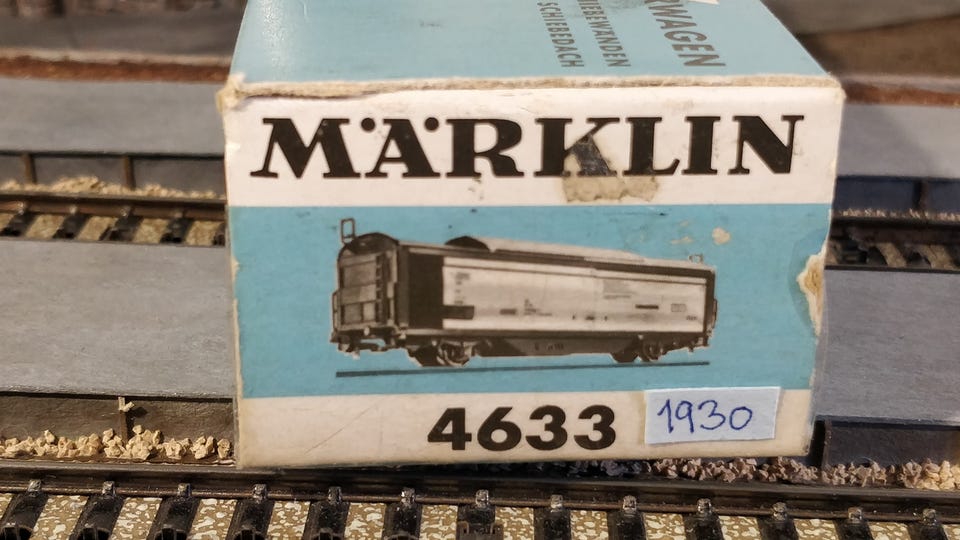 WAGEN
SCHIEBEDACH
MÄRKLIN
4633
1930